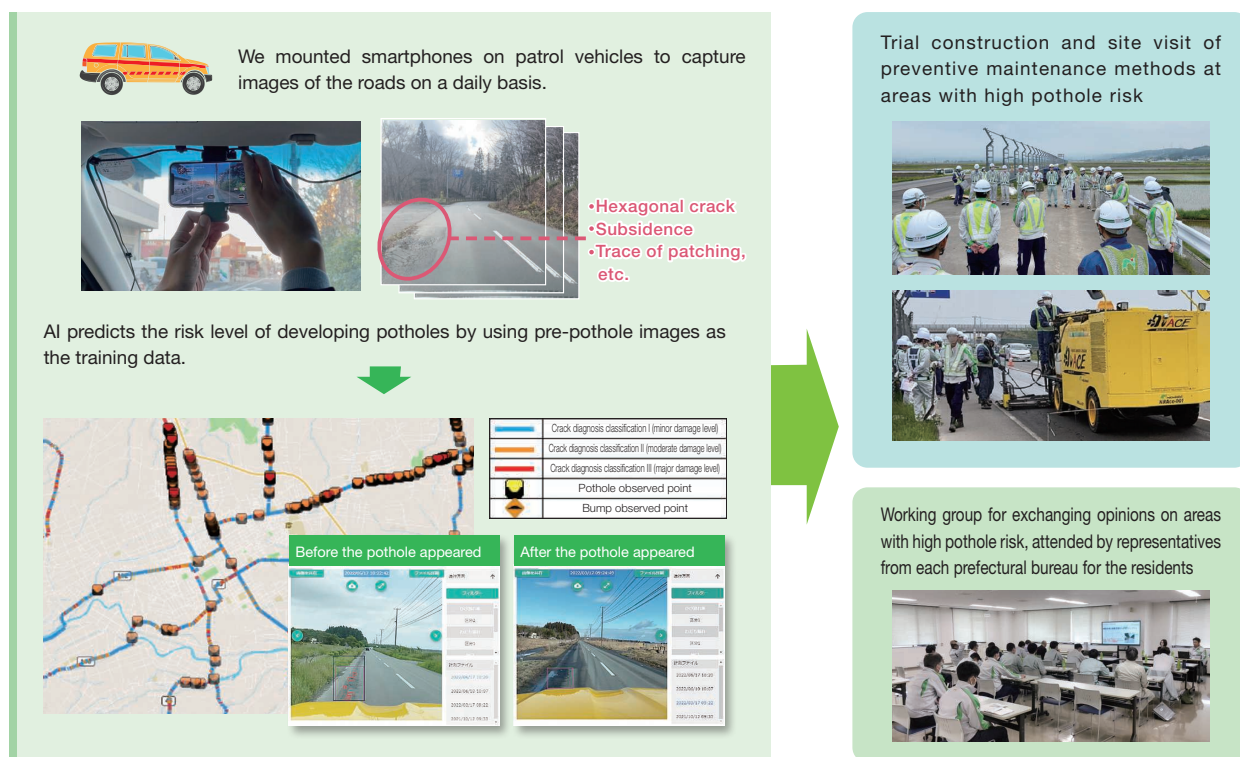 We mounted smartphones on patrol vehicles to capture
images of the roads on a daily basis.
•Hexagonal crack
•Subsidence
•Trace of patching,
etc.
AI predicts the risk level of developing potholes by using pre-pothole images as
the training data.
Crack diagnosis classification I (minor damage level)
Crack diagnosis classification II (moderate damage level)
Crack diagnosis classification III (major damage level)
Pothole observed point
Bump observed point
Before the pothole appeared
After the pothole appeared
Trial construction and site visit of
preventive maintenance methods at
areas with high pothole risk
Working group for exchanging opinions on areas
with high pothole risk, attended by representatives
from each prefectural bureau for the residents